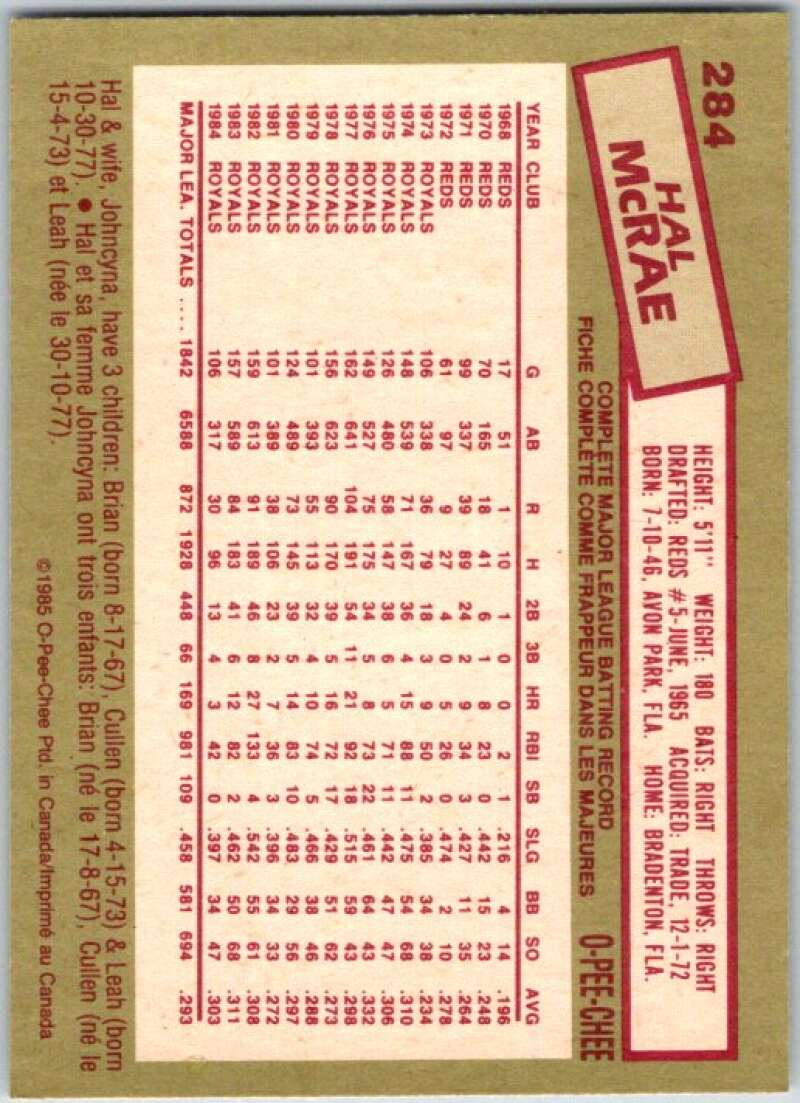 284
HAL
McRAE
HEIGHT: 5'11" WEIGHT: 180 BATS: RIGHT THROWS: RIGHT
DRAFTED: REDS #5-JUNE, 1965 ACQUIRED: TRADE, 12-1-72
BORN: 7-10-46, AVON PARK, FLA. HOME: BRADENTON, FLA.
COMPLETE MAJOR LEAGUE BATTING RECORD
FICHE COMPLÈTE COMME FRAPPEUR DANS LES MAJEURES
O-PEE-CHEE
YEAR CLUB G AB R H 2B 3B HR RBI SB SLG BB SO AVG
1968 REDS 17 51 1 10 1 0 0 2 1 .216 4 14 .196
1970 REDS 70 165 18 41 6 1 8 23 0 .442 15 23 .248
1971 REDS 99 337 39 89 24 2 9 34 3 .427 11 35 .264
1972 REDS 61 97 9 27 4 0 5 26 0 .474 2 10 .278
1973 ROYALS 106 338 36 79 18 3 9 50 2 .385 34 38 .234
1974 ROYALS 148 539 71 167 36 4 15 88 11 .475 54 68 .310
1975 ROYALS 126 480 58 147 38 6 5 71 11 .442 47 47 .306
1976 ROYALS 149 527 75 175 34 5 8 73 22 .461 64 43 .332
1977 ROYALS 162 641 104 191 54 11 21 92 18 .515 59 43 .298
1978 ROYALS 156 623 90 170 39 5 16 72 17 .429 51 62 .273
1979 ROYALS 101 393 55 113 32 4 10 74 5 .466 38 46 .288
1980 ROYALS 124 489 73 145 39 5 14 83 10 .483 29 56 .297
1981 ROYALS 101 389 38 106 23 2 7 36 3 .396 34 33 .272
1982 ROYALS 159 613 91 189 46 8 27 133 4 .542 55 61 .308
1983 ROYALS 157 589 84 183 41 6 12 82 2 .462 50 68 .311
1984 ROYALS 106 317 30 96 13 4 3 42 0 .397 34 47 .303
MAJOR LEA. TOTALS .... 1842 6588 872 1928 448 66 169 981 109 .458 581 694 .293
Hal & wife, Johncyna, have 3 children: Brian (born 8-17-67), Cullen (born 4-15-73) & Leah (born
10-30-77). ● Hal et sa femme Johncyna ont trois enfants: Brian (né le 17-8-67), Cullen (né le
15-4-73) et Leah (née le 30-10-77).
©1985 O-Pee-Chee Ptd. in Canada/Imprimé au Canada